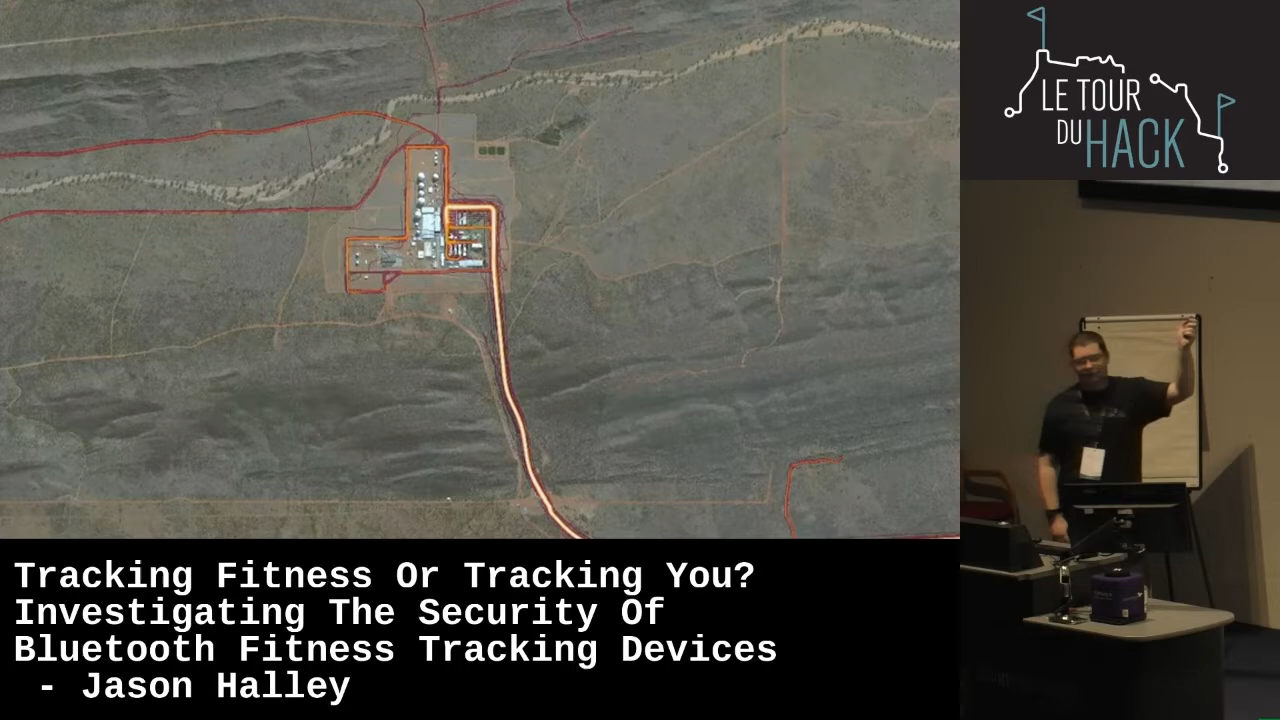 LE TOUR
DU HACK
Tracking Fitness Or Tracking You?
Investigating The Security Of
Bluetooth Fitness Tracking Devices
- Jason Halley